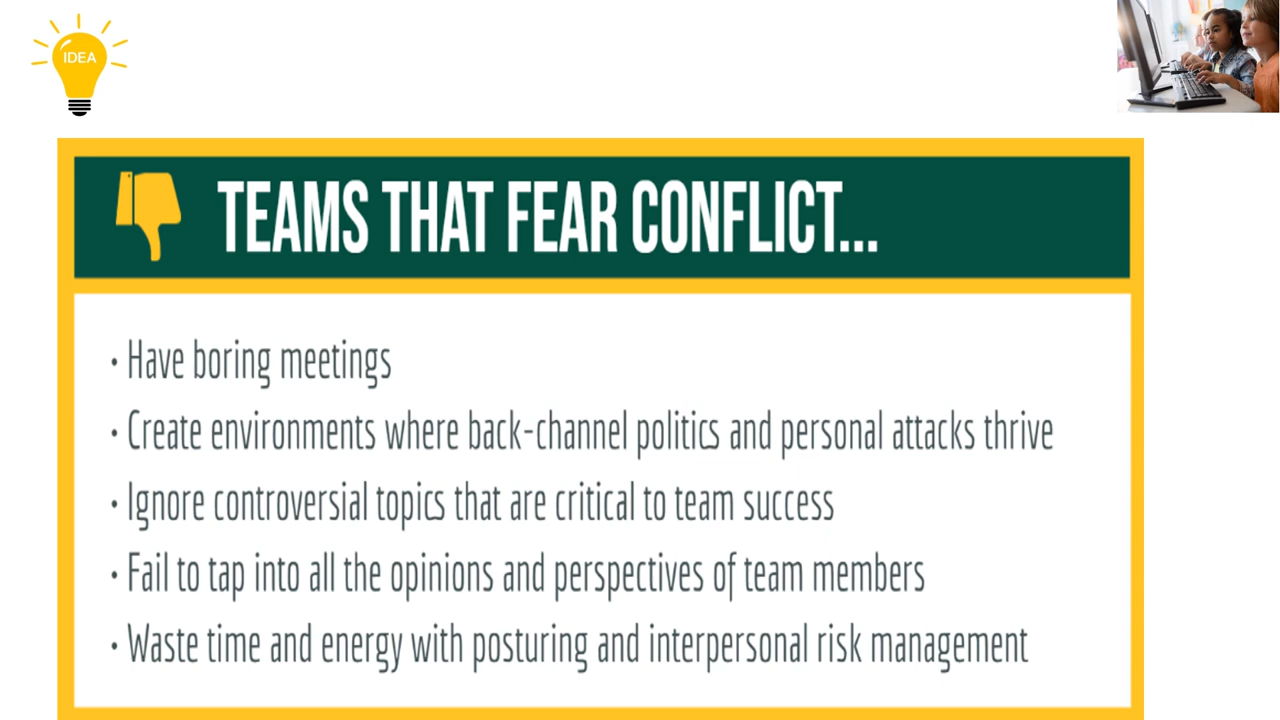 IDEA
TEAMS THAT FEAR CONFLICT...
• Have boring meetings
• Create environments where back-channel politics and personal attacks thrive
• Ignore controversial topics that are critical to team success
• Fail to tap into all the opinions and perspectives of team members
• Waste time and energy with posturing and interpersonal risk management